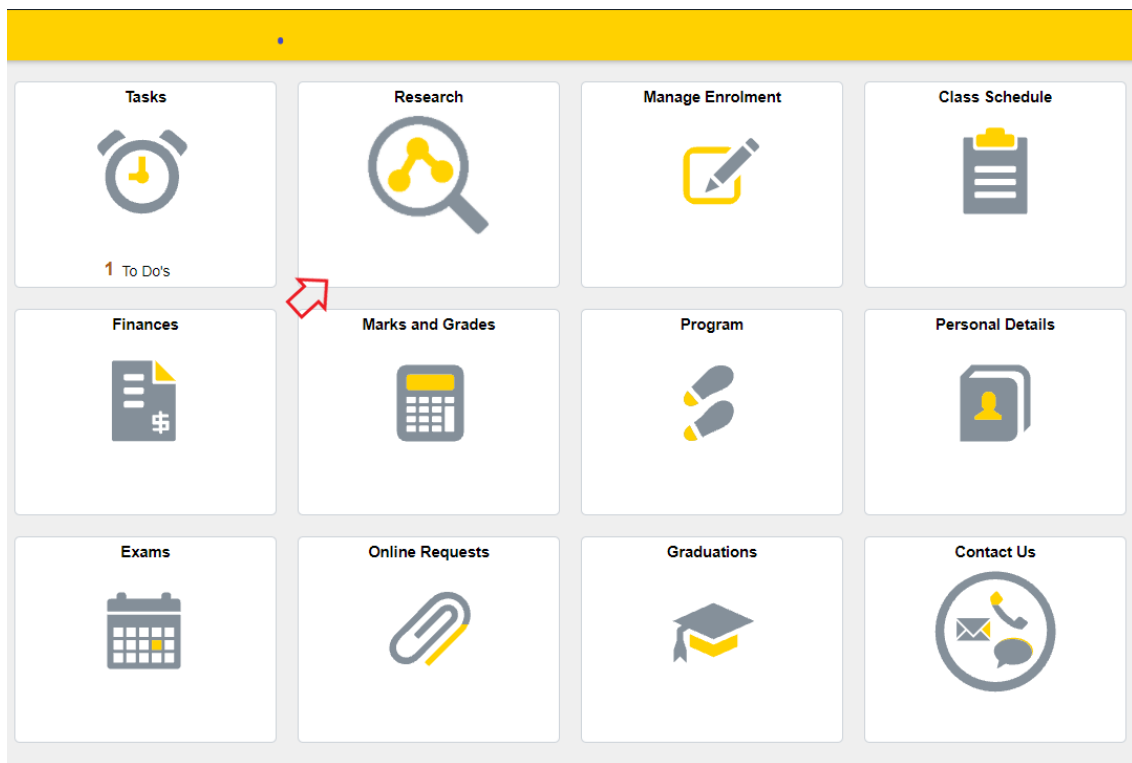 Tasks
Research
Manage Enrolment
Class Schedule
1 To Do's
Finances
Marks and Grades
Program
Personal Details
$
Exams
Online Requests
Graduations
Contact Us